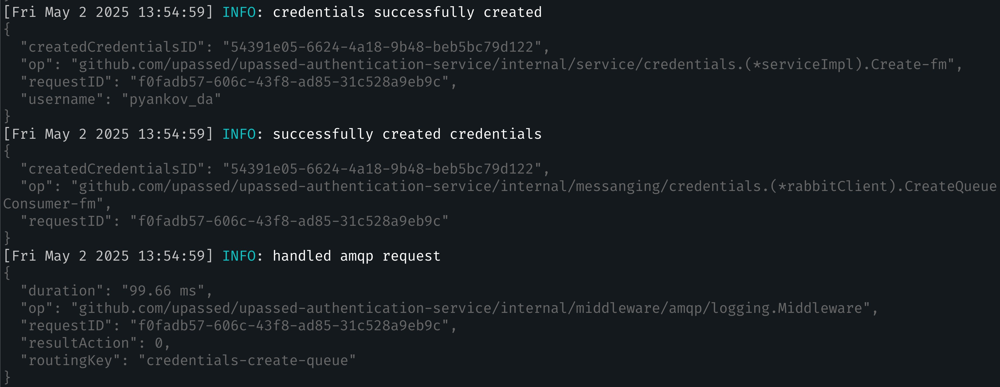 }
[Fri May 2 2025 13:54:59] INFO: credentials successfully created
{
  "createdCredentialsID": "54391e05-6624-4a18-9b48-beb5bc79d122",
  "op": "github.com/upassed/upassed-authentication-service/internal/service/credentials.(*serviceImpl).Create-fm",
  "requestID": "f0fadb57-606c-43f8-ad85-31c528a9eb9c",
  "username": "pyankov_da"
}
[Fri May 2 2025 13:54:59] INFO: successfully created credentials
{
  "createdCredentialsID": "54391e05-6624-4a18-9b48-beb5bc79d122",
  "op": "github.com/upassed/upassed-authentication-service/internal/messanging/credentials.(*rabbitClient).CreateQueue
Consumer-fm",
  "requestID": "f0fadb57-606c-43f8-ad85-31c528a9eb9c"
}
[Fri May 2 2025 13:54:59] INFO: handled amqp request
{
  "duration": "99.66 ms",
  "op": "github.com/upassed/upassed-authentication-service/internal/middleware/amqp/logging.Middleware",
  "requestID": "f0fadb57-606c-43f8-ad85-31c528a9eb9c",
  "resultAction": 0,
  "routingKey": "credentials-create-queue"
}